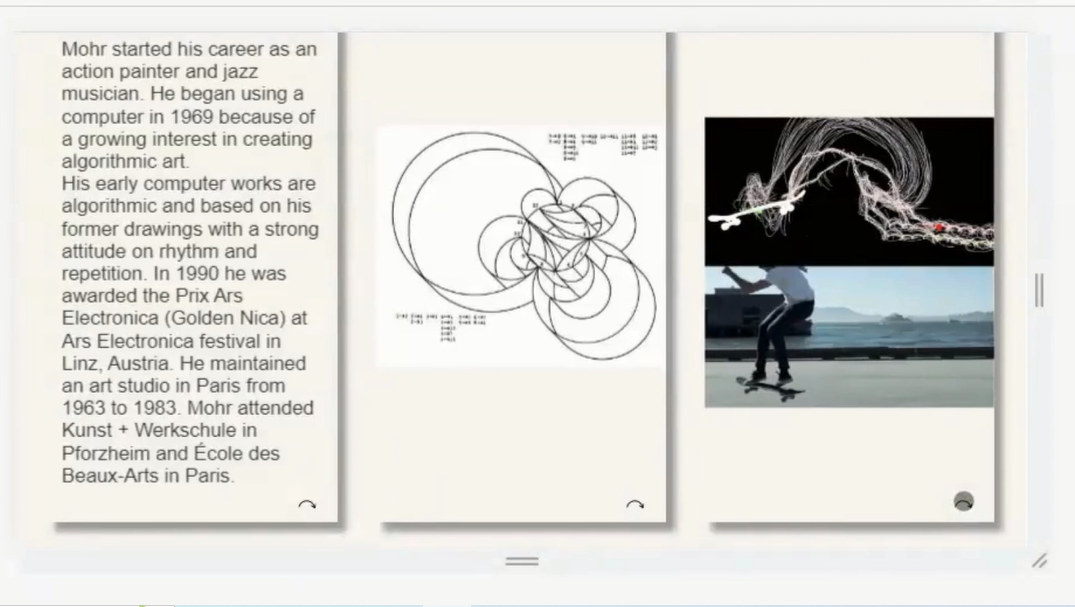 Mohr started his career as an
action painter and jazz
musician. He began using a
computer in 1969 because of
a growing interest in creating
algorithmic art.
His early computer works are
algorithmic and based on his
former drawings with a strong
attitude on rhythm and
repetition. In 1990 he was
awarded the Prix Ars
Electronica (Golden Nica) at
Ars Electronica festival in
Linz, Austria. He maintained
an art studio in Paris from
1963 to 1983. Mohr attended
Kunst + Werkschule in
Pforzheim and École des
Beaux-Arts in Paris.